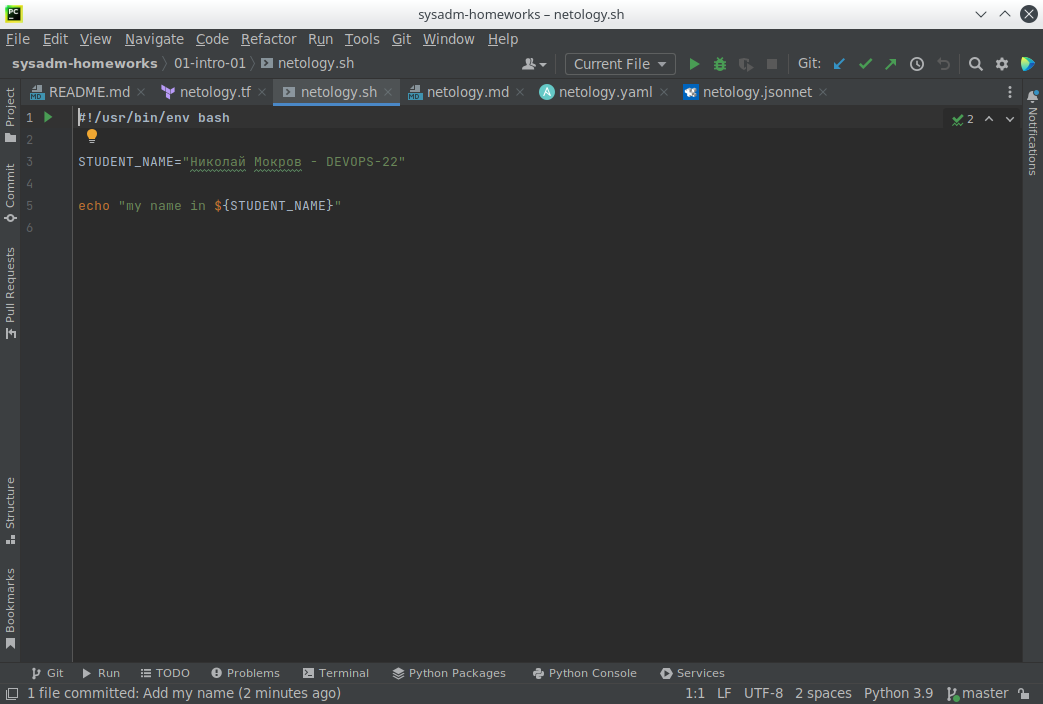 PC
sysadm-homeworks – netology.sh
File Edit View Navigate Code Refactor Run Tools Git Window Help
sysadm-homeworks 01-intro-01 netology.sh Current File Git:
README.md netology.tf netology.sh netology.md A netology.yaml netology.jsonnet
Project
Commit
Pull Requests
Structure
Bookmarks
Notifications
1 #!/usr/bin/env bash
2
2
3 STUDENT_NAME="Николай Мокров - DEVOPS-22"
4
5 echo "my name in ${STUDENT_NAME}"
6
Git Run TODO Problems Terminal Python Packages Python Console Services
1 file committed: Add my name (2 minutes ago) 1:1 LF UTF-8 2 spaces Python 3.9 master